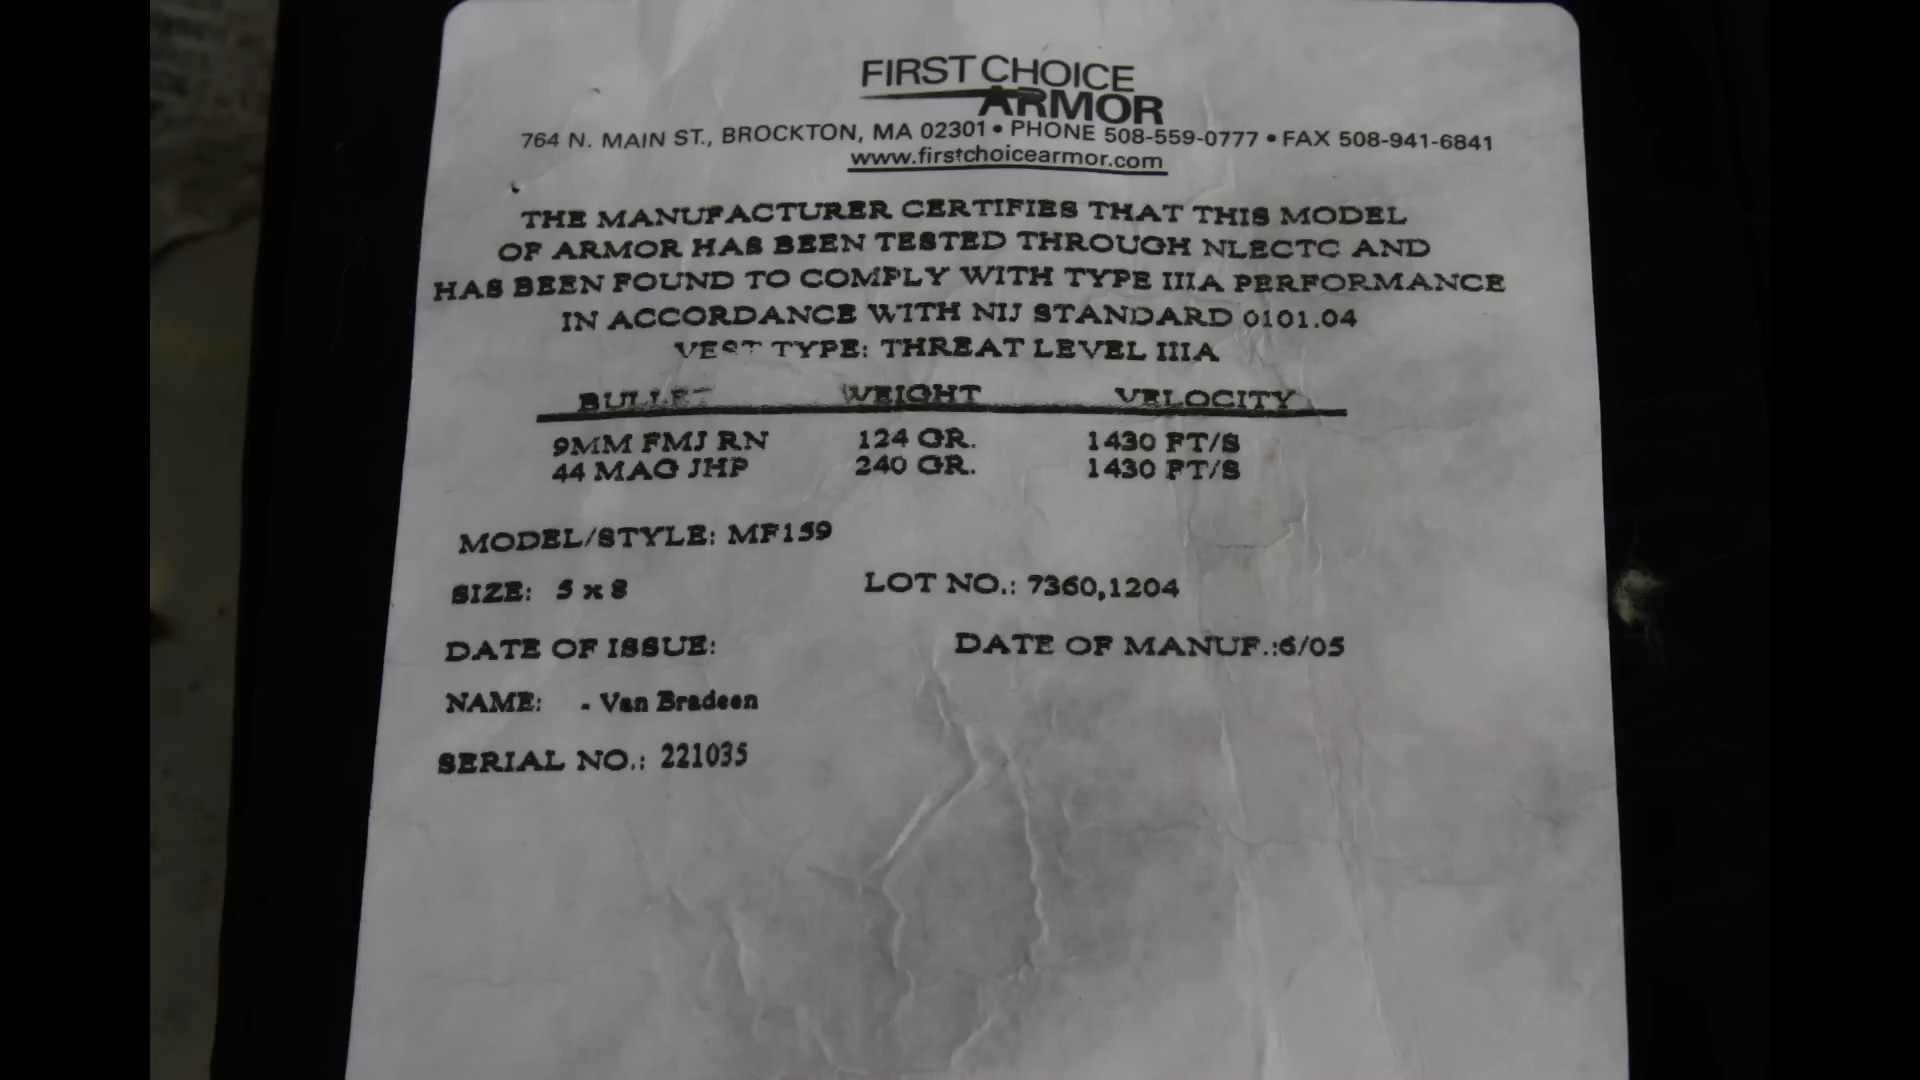 FIRST CHOICE
ARMOR
764 N. MAIN ST., BROCKTON, MA 02301 • PHONE 508-559-0777 • FAX 508-941-6841
www.firstchoicearmor.com
THE MANUFACTURER CERTIFIES THAT THIS MODEL
OF ARMOR HAS BEEN TESTED THROUGH NLECTC AND
HAS BEEN FOUND TO COMPLY WITH TYPE IIIA PERFORMANCE
IN ACCORDANCE WITH NIJ STANDARD 0101.04
VEST TYPE: THREAT LEVEL IIIA
BULLET WEIGHT VELOCITY
9MM FMJ RN 124 GR. 1430 FT/S
44 MAG JHP 240 GR. 1430 FT/S
MODEL/STYLE: MF159
SIZE: 5 x 8 LOT NO.: 7360,1204
DATE OF ISSUE: DATE OF MANUF.:6/05
NAME: - Van Bradeen
SERIAL NO.: 221035